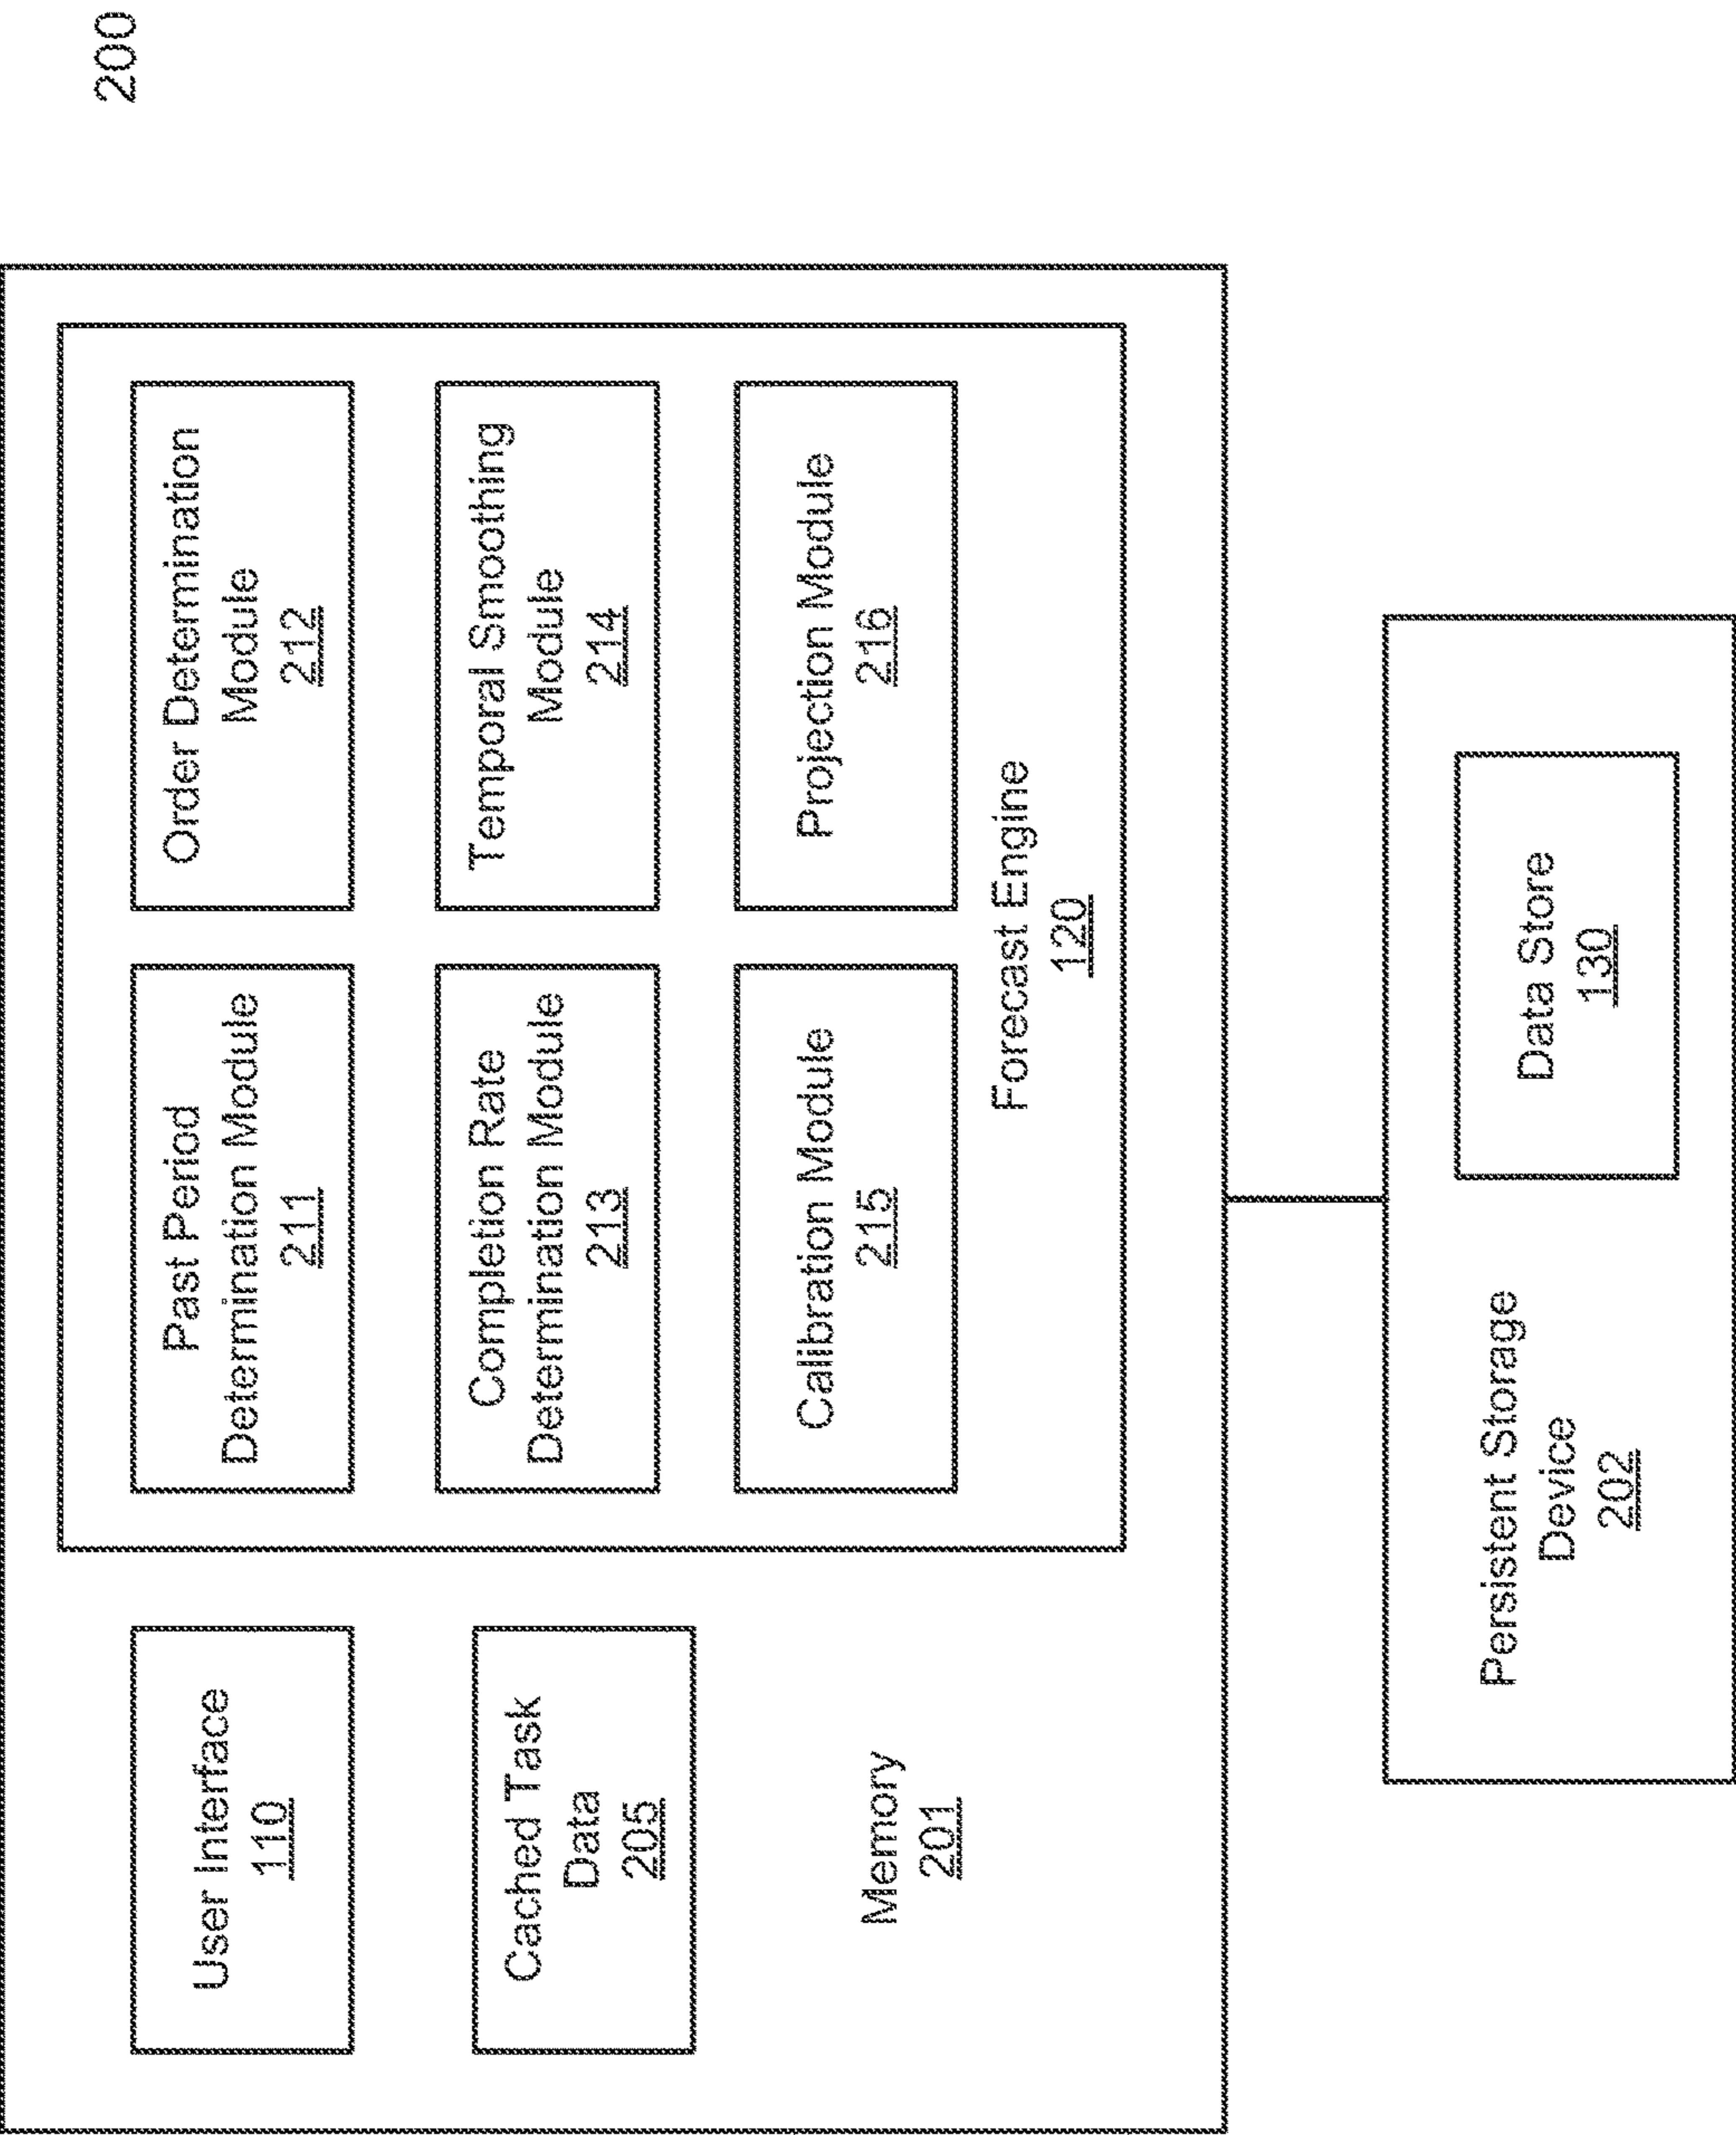 200
User Interface
110
Cached Task
Data
205
Memory
201
Past Period
Determination Module
211
Order Determination
Module
212
Completion Rate
Determination Module
213
Temporal Smoothing
Module
214
Calibration Module
215
Projection Module
216
Forecast Engine
120
Persistent Storage
Device
202
Data Store
130